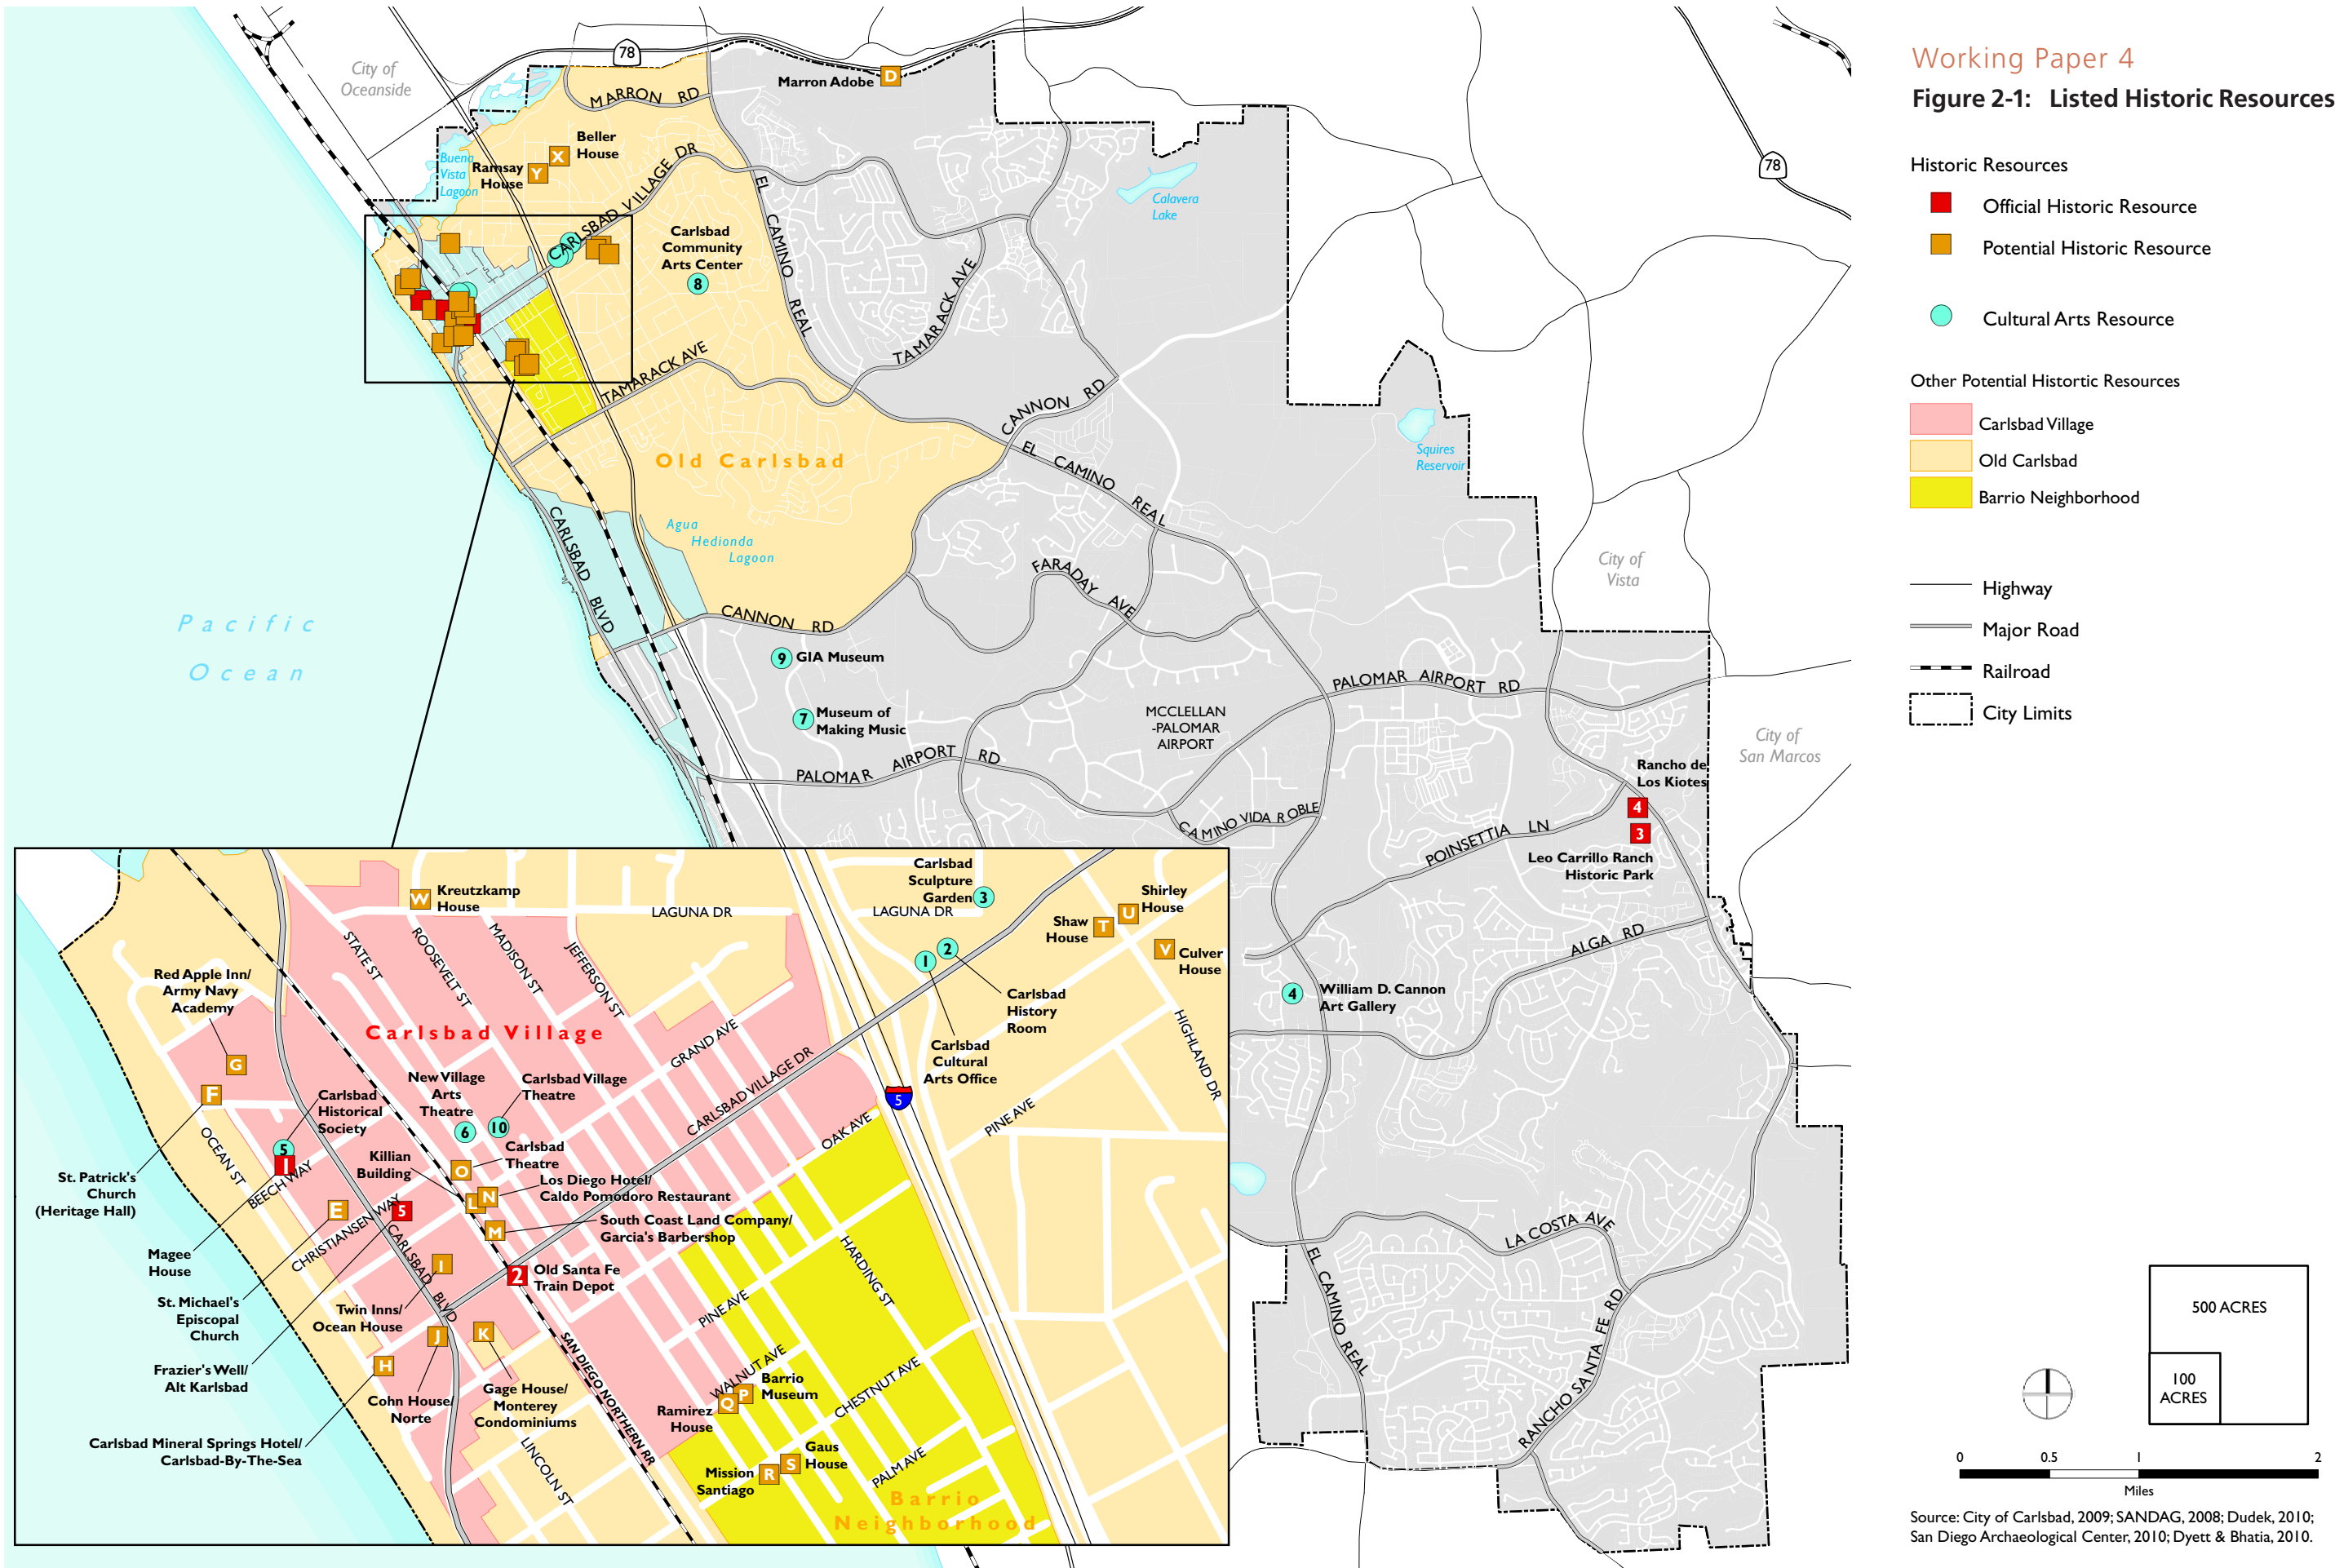 Working Paper 4
Figure 2-1: Listed Historic Resources
Historic Resources
Official Historic Resource
Potential Historic Resource
Cultural Arts Resource
Other Potential Histortic Resources
Carlsbad Village
Old Carlsbad
Barrio Neighborhood
Highway
Major Road
Railroad
City Limits
500 ACRES
100
ACRES
0 0.5 1 2
Miles
Source: City of Carlsbad, 2009; SANDAG, 2008; Dudek, 2010;
San Diego Archaeological Center, 2010; Dyett & Bhatia, 2010.
City of
Oceanside
78
78
Marron Adobe
D
MARRON RD
Beller
House
X
Ramsay
House
Y
Buena
Vista
Lagoon
CARLSBAD VILLAGE DR
Carlsbad
Community
Arts Center
8
EL CAMINO REAL
TAMARACK AVE
TAMARACK AVE
Calavera
Lake
CANNON RD
EL CAMINO REAL
Squires
Reservoir
Old Carlsbad
Agua
Hedionda
Lagoon
CARLSBAD BLVD
CANNON RD
FARADAY AVE
City of
Vista
Pacific
Ocean
9
GIA Museum
7
Museum of
Making Music
MCCLELLAN
-PALOMAR
AIRPORT
PALOMAR AIRPORT RD
PALOMAR AIRPORT RD
City of
San Marcos
Rancho de
Los Kiotes
4
3
Leo Carrillo Ranch
Historic Park
CAMINO VIDA ROBLE
POINSETTIA LN
ALGA RD
4
William D. Cannon
Art Gallery
LA COSTA AVE
EL CAMINO REAL
RANCHO SANTA FE RD
W
Kreutzkamp
House
LAGUNA DR
LAGUNA DR
Carlsbad
Sculpture
Garden
3
Shirley
House
U
Shaw
House
T
V
Culver
House
STATE ST
ROOSEVELT ST
MADISON ST
JEFFERSON ST
1
2
Carlsbad
History
Room
Carlsbad
Cultural
Arts Office
HIGHLAND DR
Red Apple Inn/
Army Navy
Academy
G
F
Carlsbad Village
GRAND AVE
CARLSBAD VILLAGE DR
OAK AVE
5
PINE AVE
Carlsbad
Historical
Society
5
1
New Village
Arts
Theatre
6
Carlsbad Village
Theatre
10
OCEAN ST
BEECH WAY
St. Patrick's
Church
(Heritage Hall)
Killian
Building
O
Carlsbad
Theatre
L
N
Los Diego Hotel/
Caldo Pomodoro Restaurant
E
CHRISTIANSEN WAY
5
M
South Coast Land Company/
Garcia's Barbershop
Magee
House
CARLSBAD BLVD
I
2
Old Santa Fe
Train Depot
St. Michael's
Episcopal
Church
Twin Inns/
Ocean House
PINE AVE
HARDING ST
J
K
Frazier's Well/
Alt Karlsbad
H
SAN DIEGO NORTHERN RR
WALNUT AVE
Cohn House/
Norte
Gage House/
Monterey
Condominiums
P
Barrio
Museum
Q
Ramirez
House
CHESTNUT AVE
Carlsbad Mineral Springs Hotel/
Carlsbad-By-The-Sea
LINCOLN ST
S
Gaus
House
R
Mission
Santiago
PALM AVE
Barrio
Neighborhood